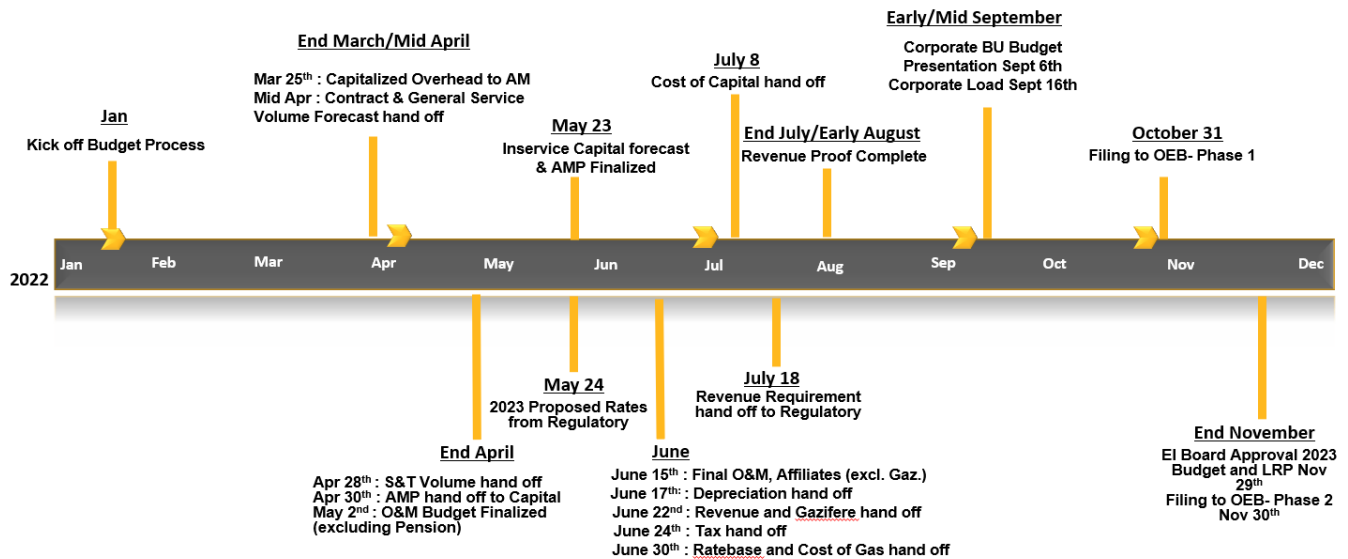 End March/Mid April
Mar 25th : Capitalized Overhead to AM
Mid Apr : Contract & General Service
Volume Forecast hand off
Early/Mid September
Corporate BU Budget
Presentation Sept 6th
Corporate Load Sept 16th
July 8
Cost of Capital hand off
Jan
Kick off Budget Process
May 23
Inservice Capital forecast
& AMP Finalized
End July/Early August
Revenue Proof Complete
October 31
Filing to OEB- Phase 1
2022
Jan Feb Mar Apr May Jun Jul Aug Sep Oct Nov Dec
May 24
2023 Proposed Rates
from Regulatory
July 18
Revenue Requirement
hand off to Regulatory
End April
Apr 28th : S&T Volume hand off
Apr 30th : AMP hand off to Capital
May 2nd : O&M Budget Finalized
(excluding Pension)
June
June 15th : Final O&M, Affiliates (excl. Gaz.)
June 17th: : Depreciation hand off
June 22nd : Revenue and Gazifere hand off
June 24th : Tax hand off
June 30th : Ratebase and Cost of Gas hand off
End November
EI Board Approval 2023
Budget and LRP Nov
29th
Filing to OEB- Phase 2
Nov 30th